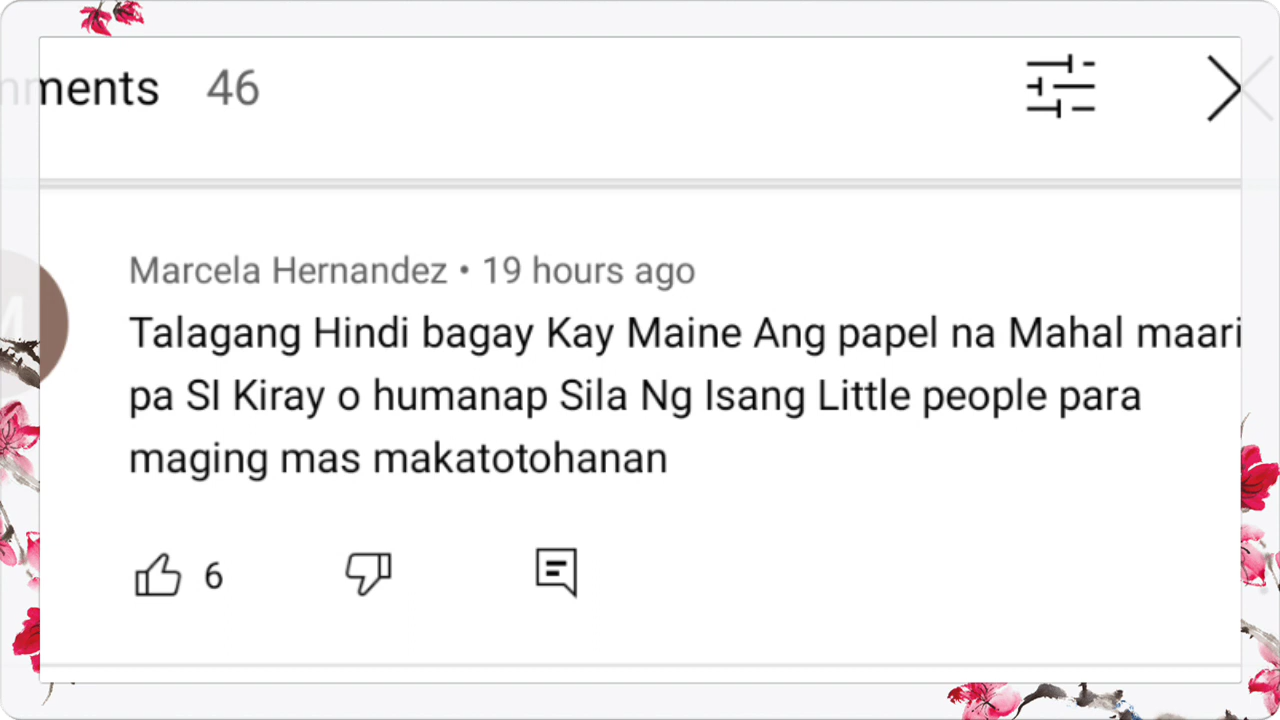 mments 46
Marcela Hernandez • 19 hours ago
Talagang Hindi bagay Kay Maine Ang papel na Mahal maari
pa SI Kiray o humanap Sila Ng Isang Little people para
maging mas makatotohanan
6